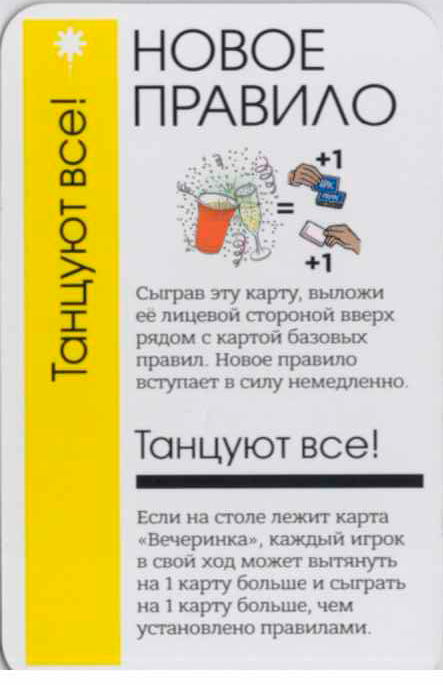 Танцуют все!
НОВОЕ
ПРАВИЛО
+1
=
+1
Сыграв эту карту, выложи
её лицевой стороной вверх
рядом с картой базовых
правил. Новое правило
вступает в силу немедленно.
Танцуют все!
Если на столе лежит карта
«Вечеринка», каждый игрок
в свой ход может вытянуть
на 1 карту больше и сыграть
на 1 карту больше, чем
установлено правилами.